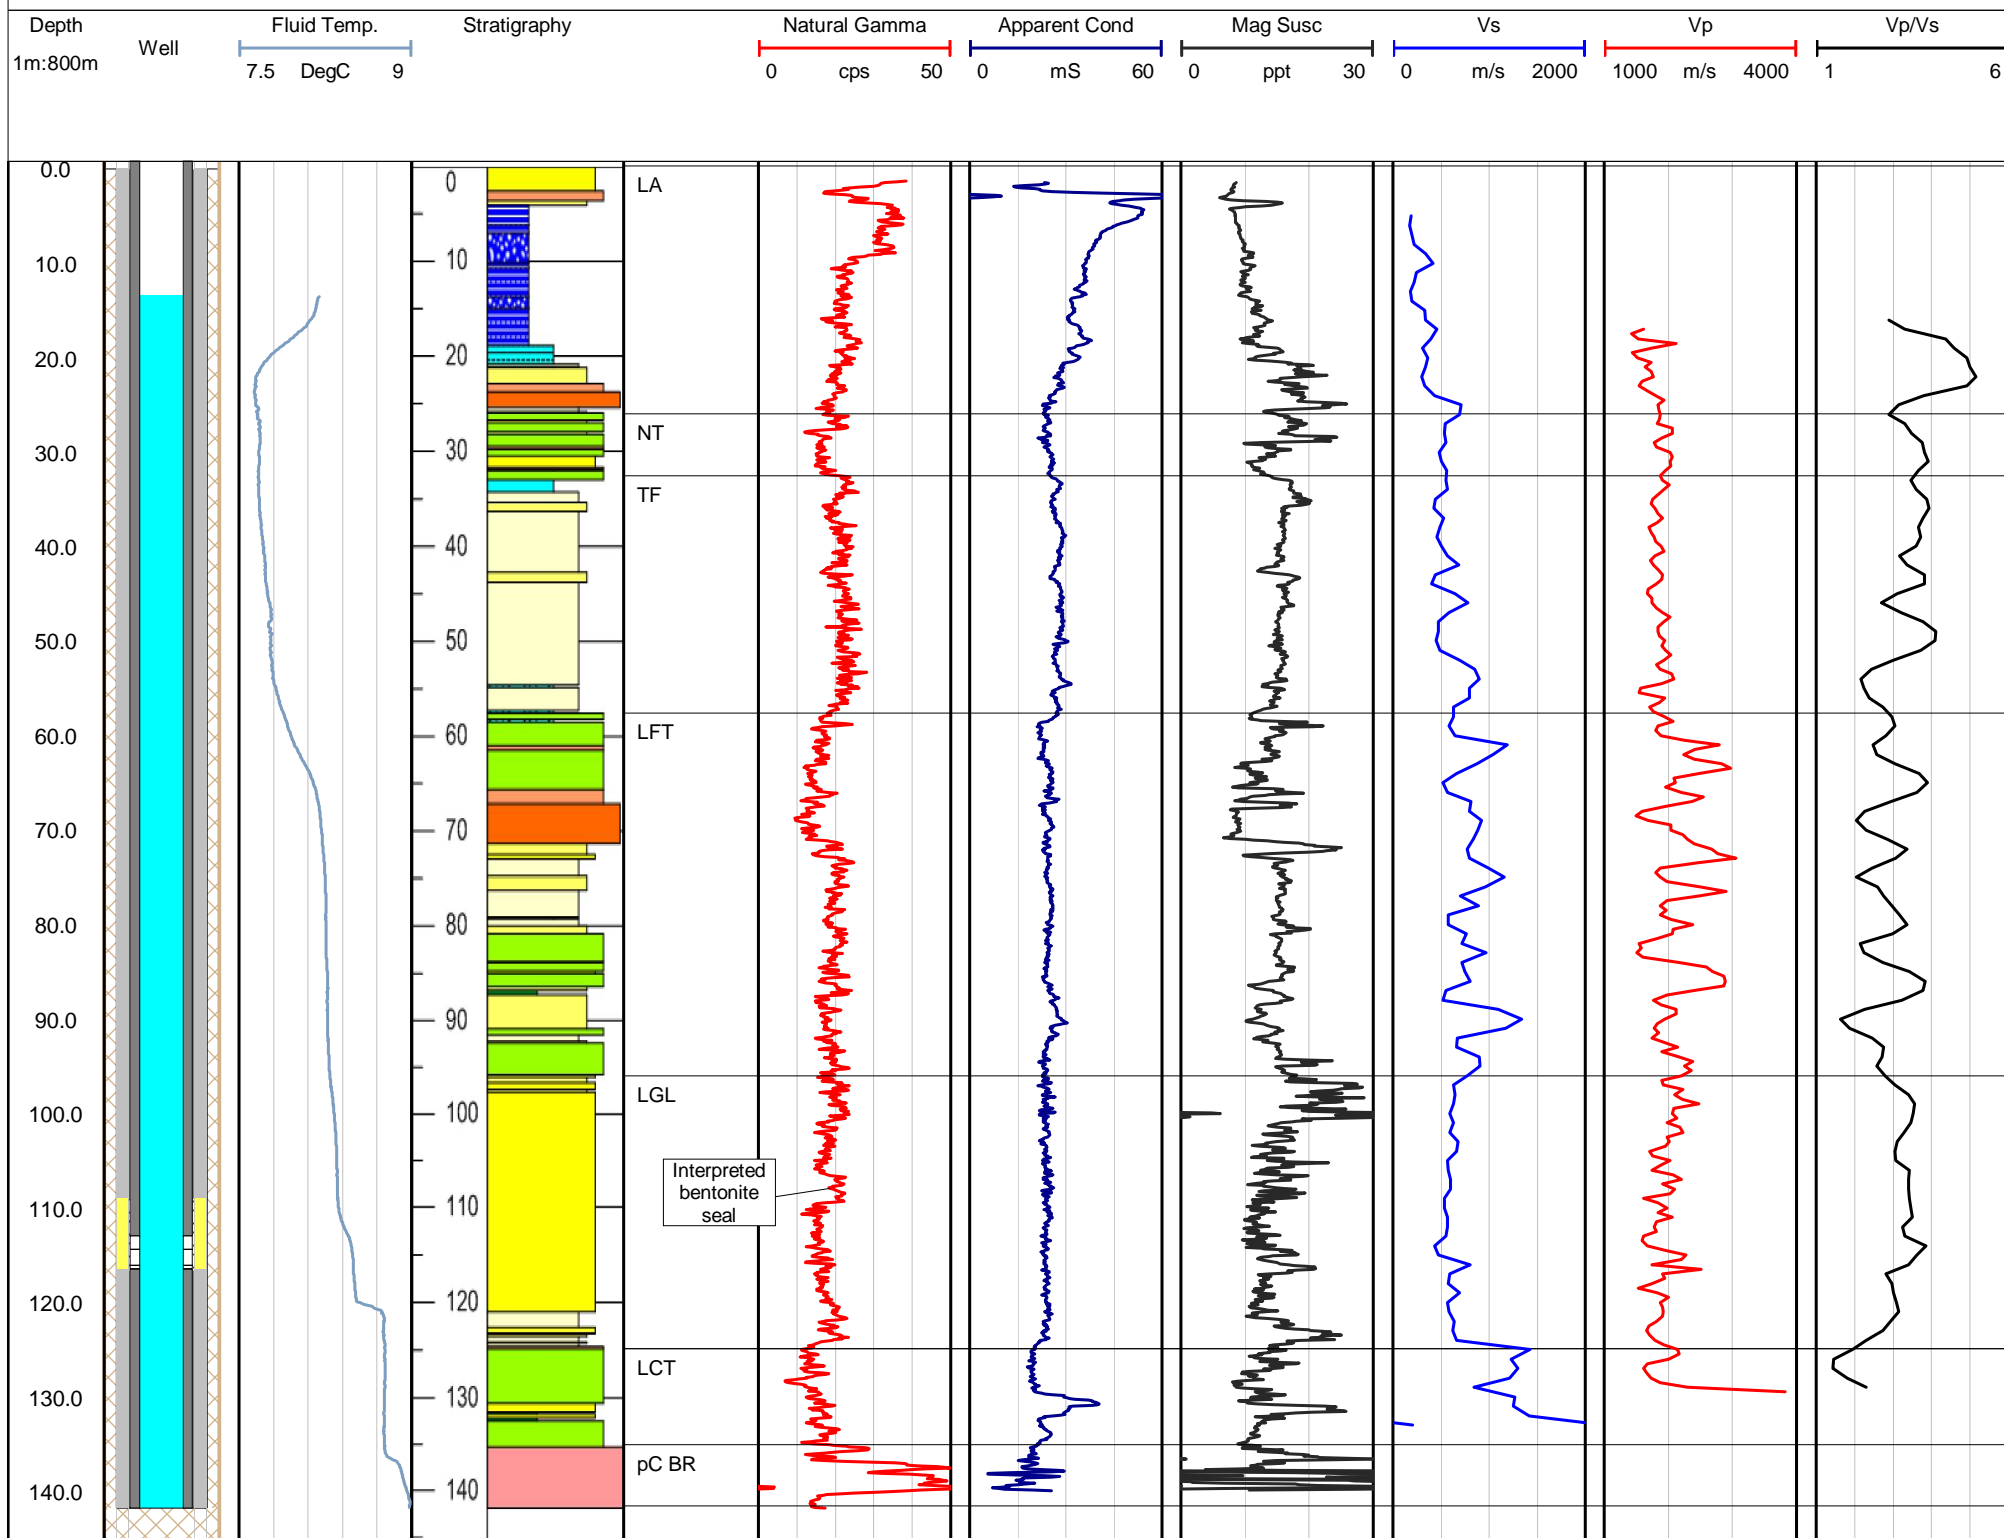 Depth
1m:800m
Well
Fluid Temp.
7.5 DegC 9
Stratigraphy
Natural Gamma
0 cps 50
Apparent Cond
0 mS 60
Mag Susc
0 ppt 30
Vs
0 m/s 2000
Vp
1000 m/s 4000
Vp/Vs
1 6
0.0
10.0
20.0
30.0
40.0
50.0
60.0
70.0
80.0
90.0
100.0
110.0
120.0
130.0
140.0
0
10
20
30
40
50
60
70
80
90
100
110
120
130
140
LA
NT
TF
LFT
LGL
Interpreted
bentonite
seal
LCT
pC BR